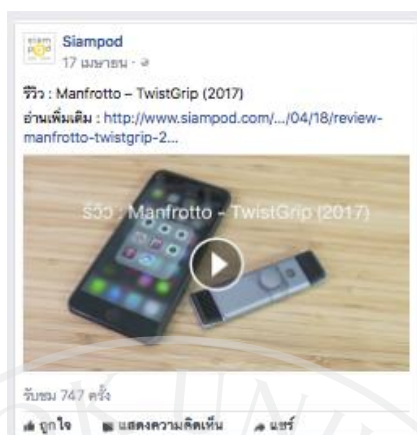 Siampod
17 เมษายน ·
รีวิว : Manfrotto – TwistGrip (2017)
อ่านเพิ่มเติม : http://www.siampod.com/.../04/18/review-
manfrotto-twistgrip-2...
รีวิว : Manfrotto - TwistGrip (2017)
รับชม 747 ครั้ง
ถูกใจ แสดงความคิดเห็น แชร์